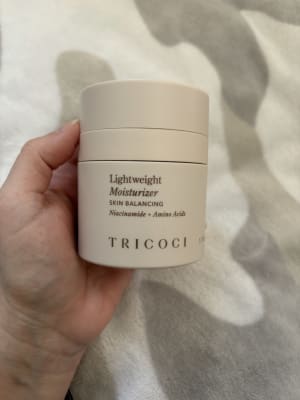 Lightweight
Moisturizer
SKIN BALANCING
Niacinamide + Amino Acids
TRICOCI